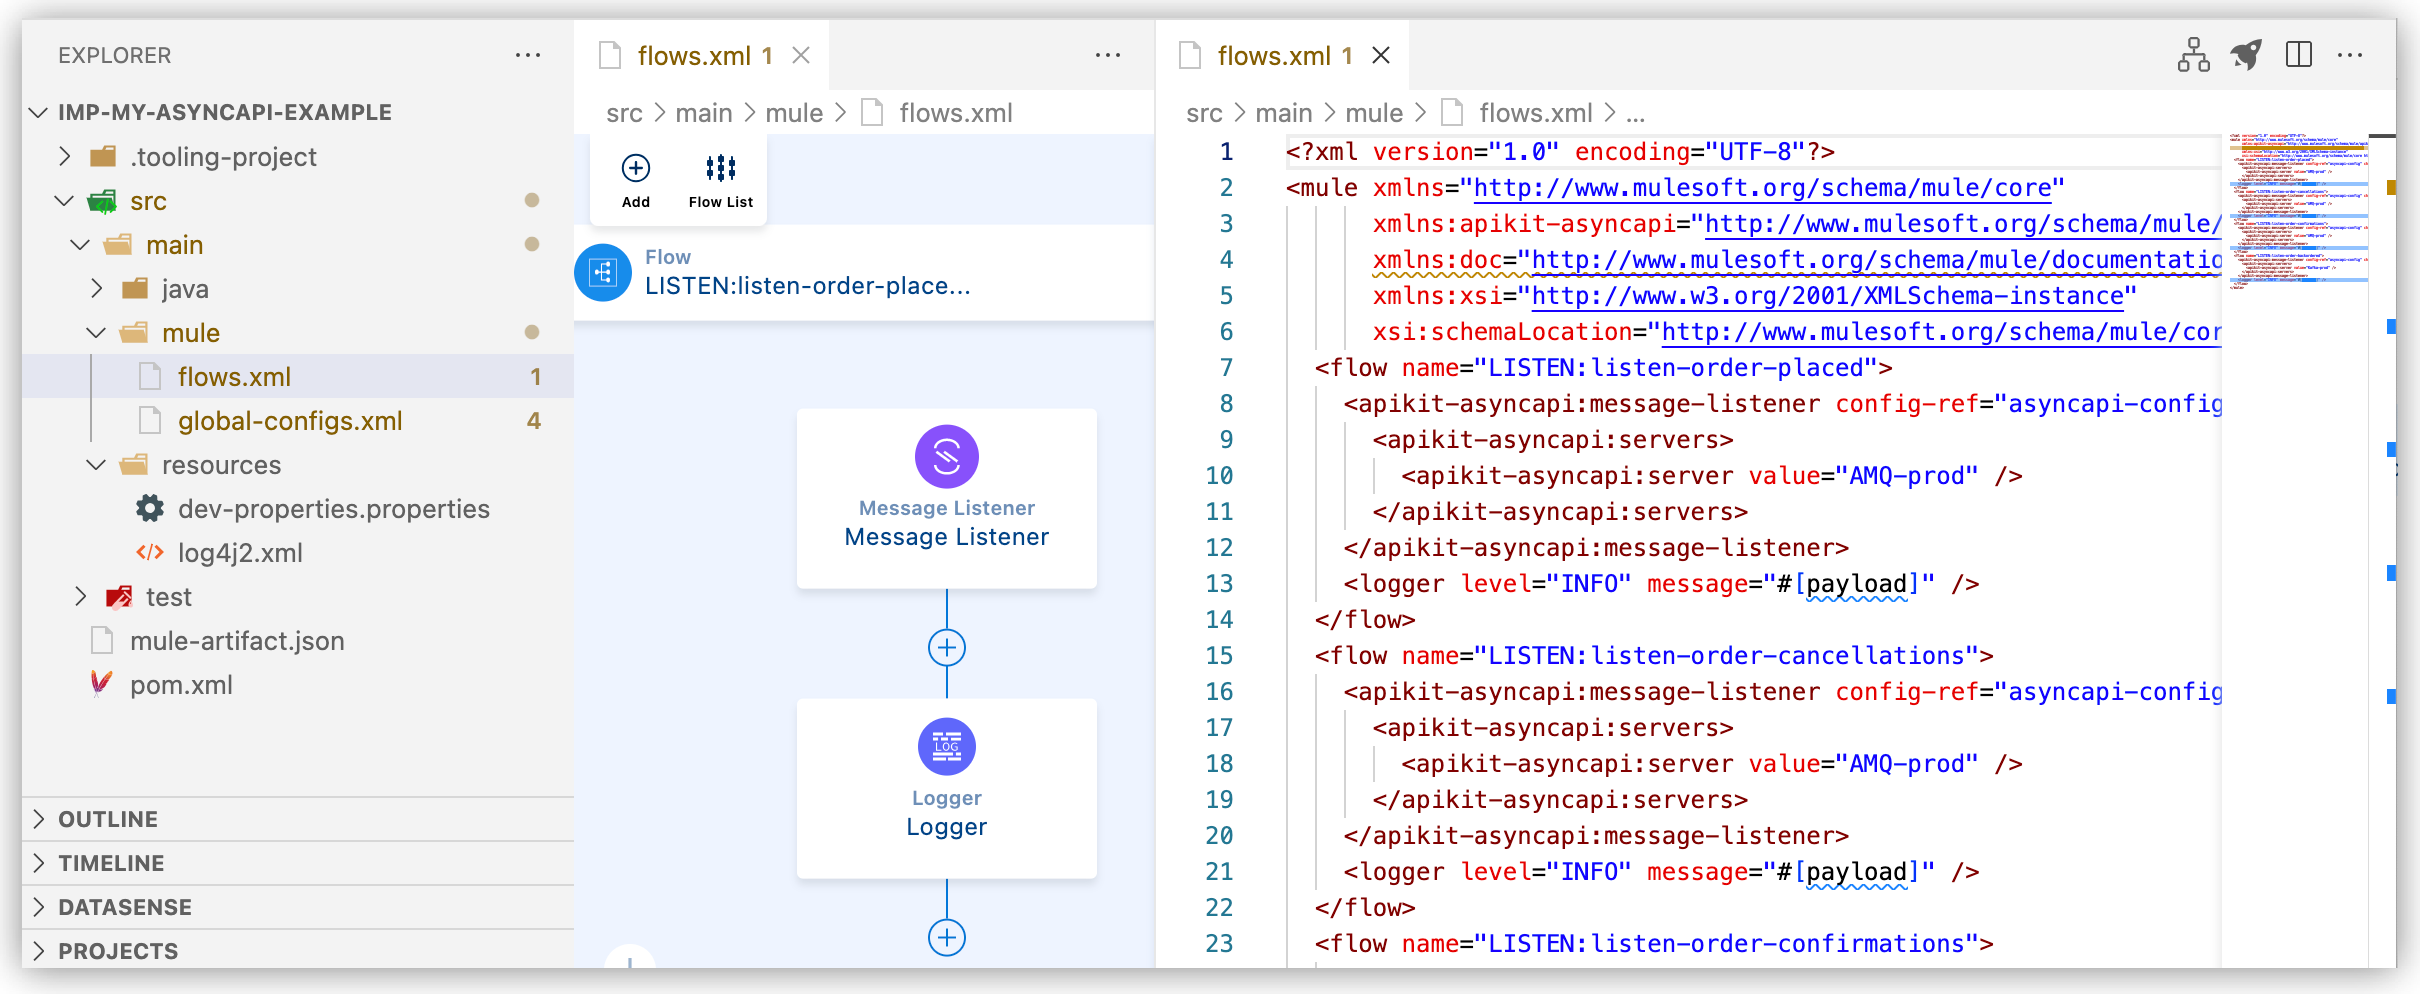 EXPLORER
IMP-MY-ASYNCAPI-EXAMPLE
.tooling-project
src
main
java
mule
flows.xml 1
global-configs.xml 4
resources
dev-properties.properties
log4j2.xml
test
mule-artifact.json
pom.xml
OUTLINE
TIMELINE
DATASENSE
PROJECTS
flows.xml 1
src > main > mule > flows.xml
Add
Flow List
Flow
LISTEN:listen-order-place...
Message Listener
Message Listener
LOG
Logger
Logger
flows.xml 1
src > main > mule > flows.xml > ...
1 <?xml version="1.0" encoding="UTF-8"?>
2 <mule xmlns="http://www.mulesoft.org/schema/mule/core"
3 xmlns:apikit-asyncapi="http://www.mulesoft.org/schema/mule/
4 xmlns:doc="http://www.mulesoft.org/schema/mule/documentatio
5 xmlns:xsi="http://www.w3.org/2001/XMLSchema-instance"
6 xsi:schemaLocation="http://www.mulesoft.org/schema/mule/cor
7 <flow name="LISTEN:listen-order-placed">
8 <apikit-asyncapi:message-listener config-ref="asyncapi-config
9 <apikit-asyncapi:servers>
10 <apikit-asyncapi:server value="AMQ-prod" />
11 </apikit-asyncapi:servers>
12 </apikit-asyncapi:message-listener>
13 <logger level="INFO" message="#[payload]" />
14 </flow>
15 <flow name="LISTEN:listen-order-cancellations">
16 <apikit-asyncapi:message-listener config-ref="asyncapi-config
17 <apikit-asyncapi:servers>
18 <apikit-asyncapi:server value="AMQ-prod" />
19 </apikit-asyncapi:servers>
20 </apikit-asyncapi:message-listener>
21 <logger level="INFO" message="#[payload]" />
22 </flow>
23 <flow name="LISTEN:listen-order-confirmations">